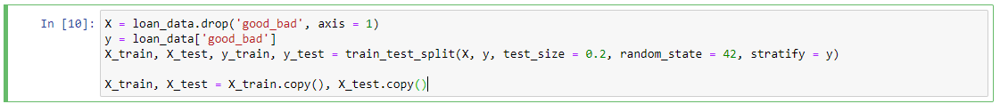 In [10]: X = loan_data.drop('good_bad', axis = 1)
y = loan_data['good_bad']
X_train, X_test, y_train, y_test = train_test_split(X, y, test_size = 0.2, random_state = 42, stratify = y)
X_train, X_test = X_train.copy(), X_test.copy()